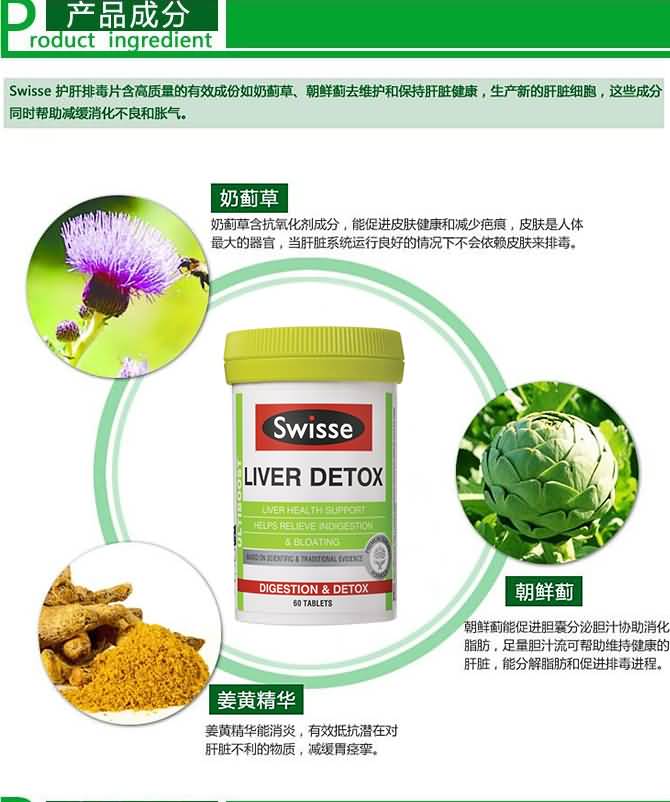 产品成分
Product ingredient
Swisse 护肝排毒片含高质量的有效成份如奶蓟草、朝鲜蓟去维护和保持肝脏健康，生产新的肝脏细胞，这些成分
同时帮助减缓消化不良和胀气。
奶蓟草
奶蓟草含抗氧化剂成分，能促进皮肤健康和减少疤痕，皮肤是人体
最大的器官，当肝脏系统运行良好的情况下不会依赖皮肤来排毒。
Swisse
ULTIBOOST
LIVER DETOX
LIVER HEALTH SUPPORT
HELPS RELIEVE INDIGESTION
& BLOATING
BASED ON SCIENTIFIC & TRADITIONAL EVIDENCE
DIGESTION & DETOX
60 TABLETS
朝鲜蓟
朝鲜蓟能促进胆囊分泌胆汁协助消化
脂肪，足量胆汁流可帮助维持健康的
肝脏，能分解脂肪和促进排毒进程。
姜黄精华
姜黄精华能消炎，有效抵抗潜在对
肝脏不利的物质，减缓胃痉挛。